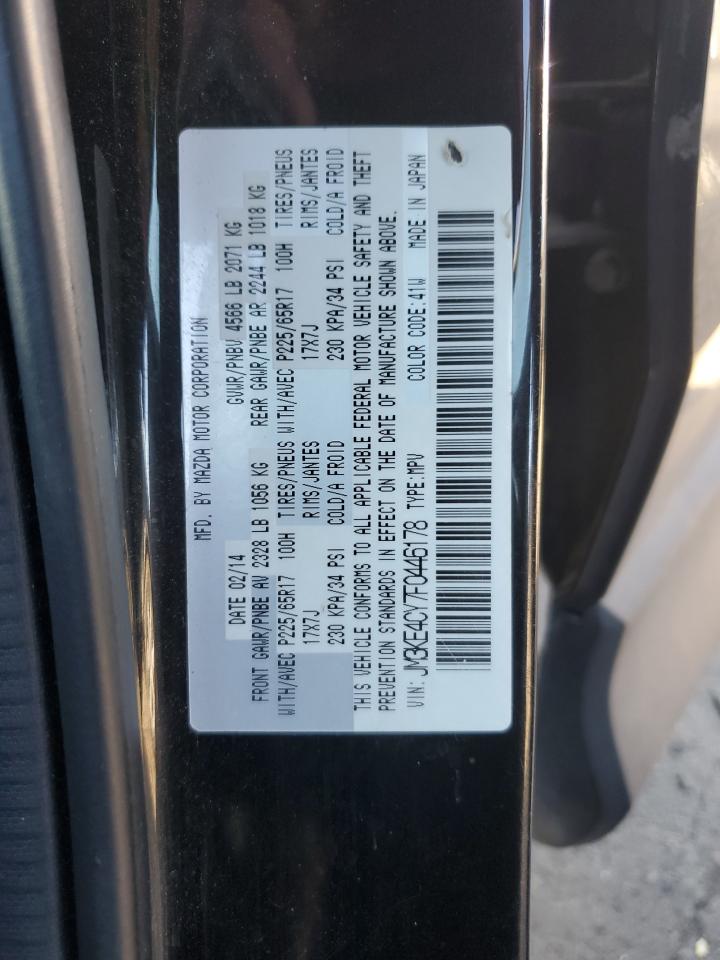 MFD. BY MAZDA MOTOR CORPORATION
DATE 02/14 GVWR/PNBV 4566 LB 2071 KG
FRONT GAWR/PNBE AV 2328 LB 1056 KG REAR GAWR/PNBE AR 2244 LB 1018 KG
WITH/AVEC P225/65R17 100H TIRES/PNEUS WITH/AVEC P225/65R17 100H TIRES/PNEUS
17X7J RIMS/JANTES 17X7J RIMS/JANTES
230 KPA/34 PSI COLD/A FROID 230 KPA/34 PSI COLD/A FROID
THIS VEHICLE CONFORMS TO ALL APPLICABLE FEDERAL MOTOR VEHICLE SAFETY AND THEFT
PREVENTION STANDARDS IN EFFECT ON THE DATE OF MANUFACTURE SHOWN ABOVE.
VIN: JM3KE4CY7F0446178 TYPE:MPV COLOR CODE:41W MADE IN JAPAN